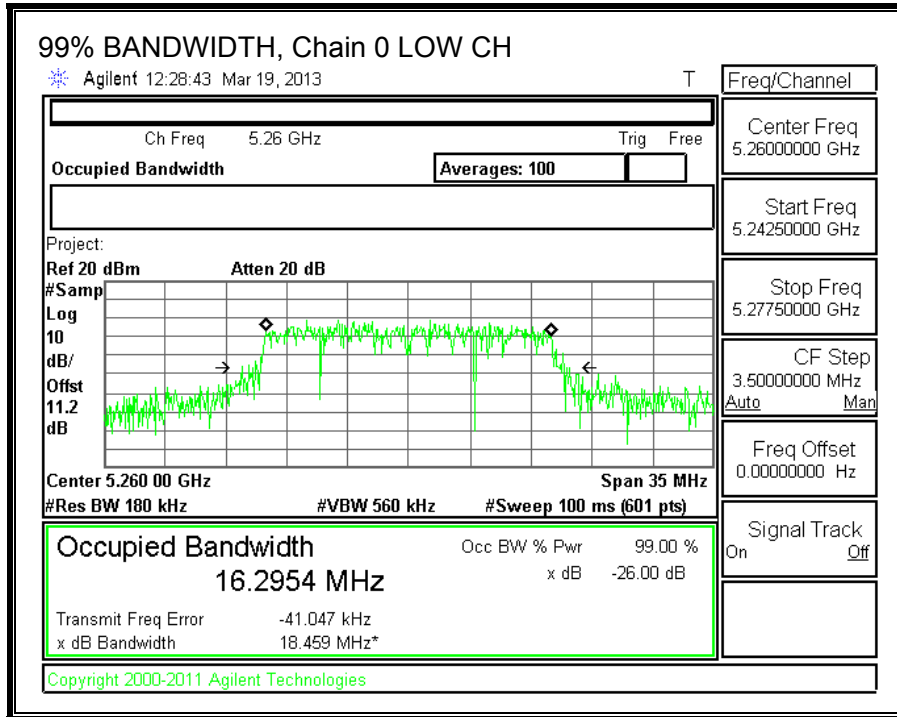 99% BANDWIDTH, Chain 0 LOW CH
Agilent 12:28:43 Mar 19, 2013 T
Freq/Channel
Ch Freq 5.26 GHz Trig Free
Occupied Bandwidth Averages: 100
Project:
Ref 20 dBm Atten 20 dB
#Samp
Log
10
dB/
Offst
11.2
dB
Center 5.260 00 GHz Span 35 MHz
#Res BW 180 kHz #VBW 560 kHz #Sweep 100 ms (601 pts)
Occupied Bandwidth
16.2954 MHz
Occ BW % Pwr 99.00 %
x dB -26.00 dB
Transmit Freq Error -41.047 kHz
x dB Bandwidth 18.459 MHz*
Copyright 2000-2011 Agilent Technologies
Center Freq
5.26000000 GHz
Start Freq
5.24250000 GHz
Stop Freq
5.27750000 GHz
CF Step
3.50000000 MHz
Auto Man
Freq Offset
0.00000000 Hz
Signal Track
On Off